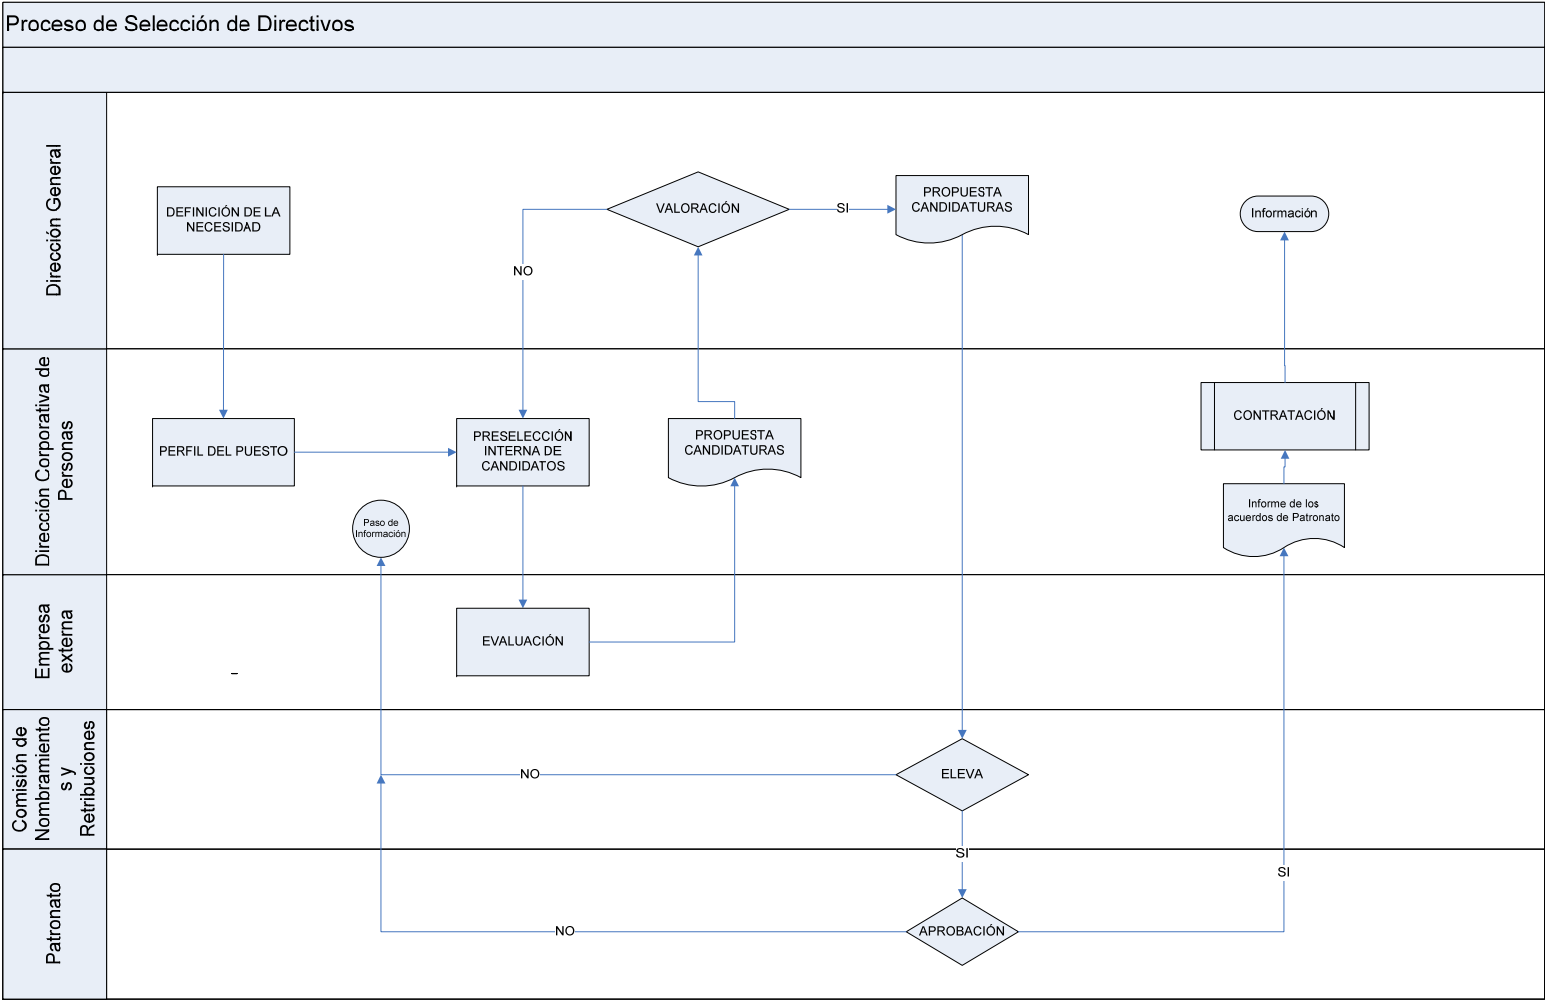 Proceso de Selección de Directivos
Dirección General
DEFINICIÓN DE LA
NECESIDAD
VALORACIÓN
SI
PROPUESTA
CANDIDATURAS
Información
NO
Dirección Corporativa de
Personas
PERFIL DEL PUESTO
PRESELECCIÓN
INTERNA DE
CANDIDATOS
PROPUESTA
CANDIDATURAS
CONTRATACIÓN
Paso de
Información
Informe de los
acuerdos de Patronato
Empresa
externa
EVALUACIÓN
–
Comisión de
Nombramiento
s y
Retribuciones
NO
ELEVA
SI
SI
Patronato
NO
APROBACIÓN